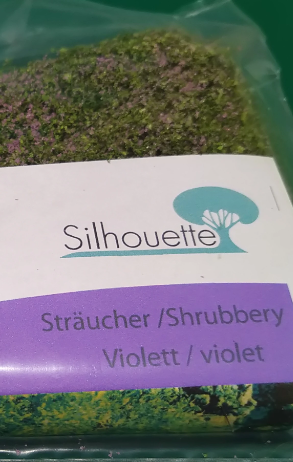 Silhouette
Sträucher /Shrubbery
Violett / violet